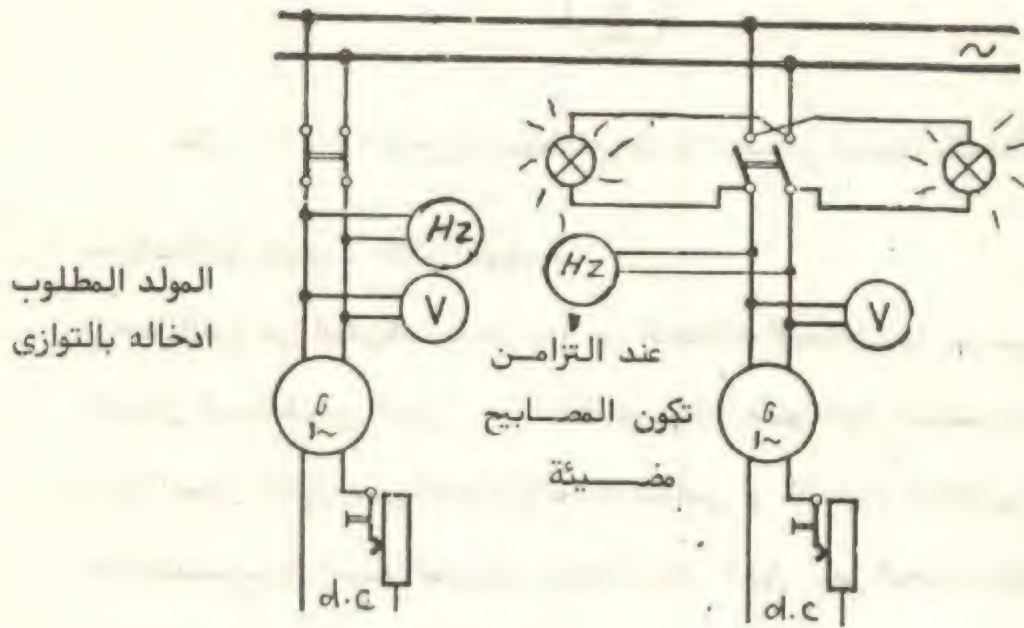 ~
Hz
V
المولد المطلوب
ادخاله بالتوازى
G
1~
d.c
Hz
V
عند التزامن
تكون المصابيح
مضيئة
G
1~
d.c